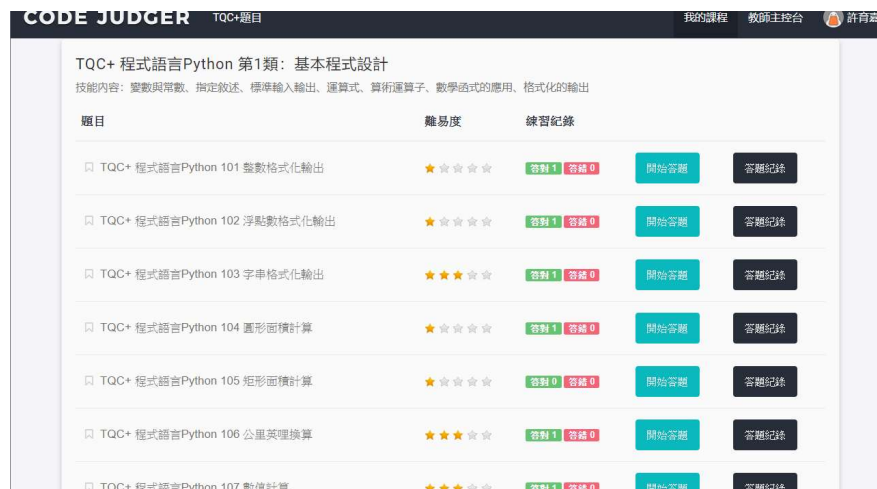 CODE JUDGER TQC+題目 我的課程 教師主控台 許育嘉
TQC+ 程式語言Python 第1類：基本程式設計
技能內容：變數與常數、指定敘述、標準輸入輸出、運算式、算術運算子、數學函式的應用、格式化的輸出
題目 難易度 練習紀錄
TQC+ 程式語言Python 101 整數格式化輸出 答對 1 答錯 0 開始答題 答題紀錄
TQC+ 程式語言Python 102 浮點數格式化輸出 答對 1 答錯 0 開始答題 答題紀錄
TQC+ 程式語言Python 103 字串格式化輸出 答對 1 答錯 0 開始答題 答題紀錄
TQC+ 程式語言Python 104 圓形面積計算 答對 1 答錯 0 開始答題 答題紀錄
TQC+ 程式語言Python 105 矩形面積計算 答對 0 答錯 0 開始答題 答題紀錄
TQC+ 程式語言Python 106 公里英哩換算 答對 1 答錯 0 開始答題 答題紀錄
TQC+ 程式語言Python 107 數值計算 答對 1 答錯 0 開始答題 答題紀錄